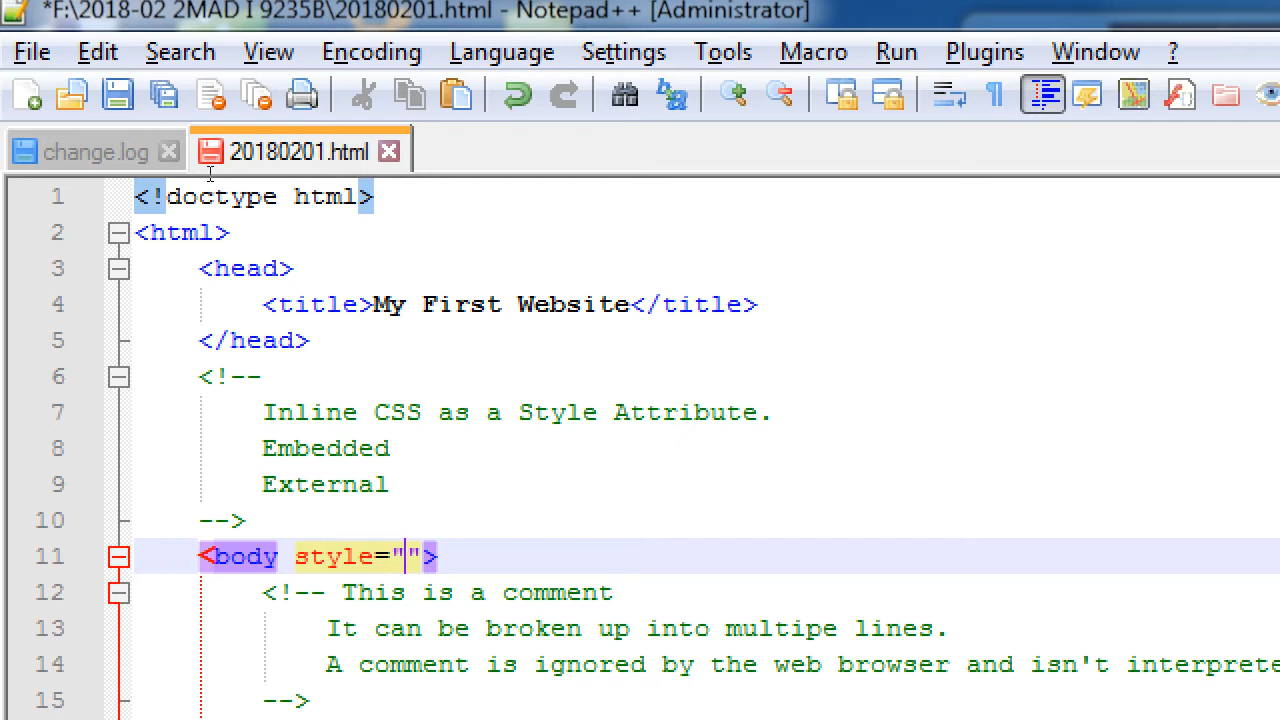 *F:\2018-02 2MAD I 9235B\20180201.html - Notepad++ [Administrator]
File Edit Search View Encoding Language Settings Tools Macro Run Plugins Window ?
change.log 20180201.html
1 <!doctype html>
2 <html>
3 <head>
4 <title>My First Website</title>
5 </head>
6 <!--
7 Inline CSS as a Style Attribute.
8 Embedded
9 External
10 -->
11 <body style="">
12 <!-- This is a comment
13 It can be broken up into multipe lines.
14 A comment is ignored by the web browser and isn't interprete
15 -->